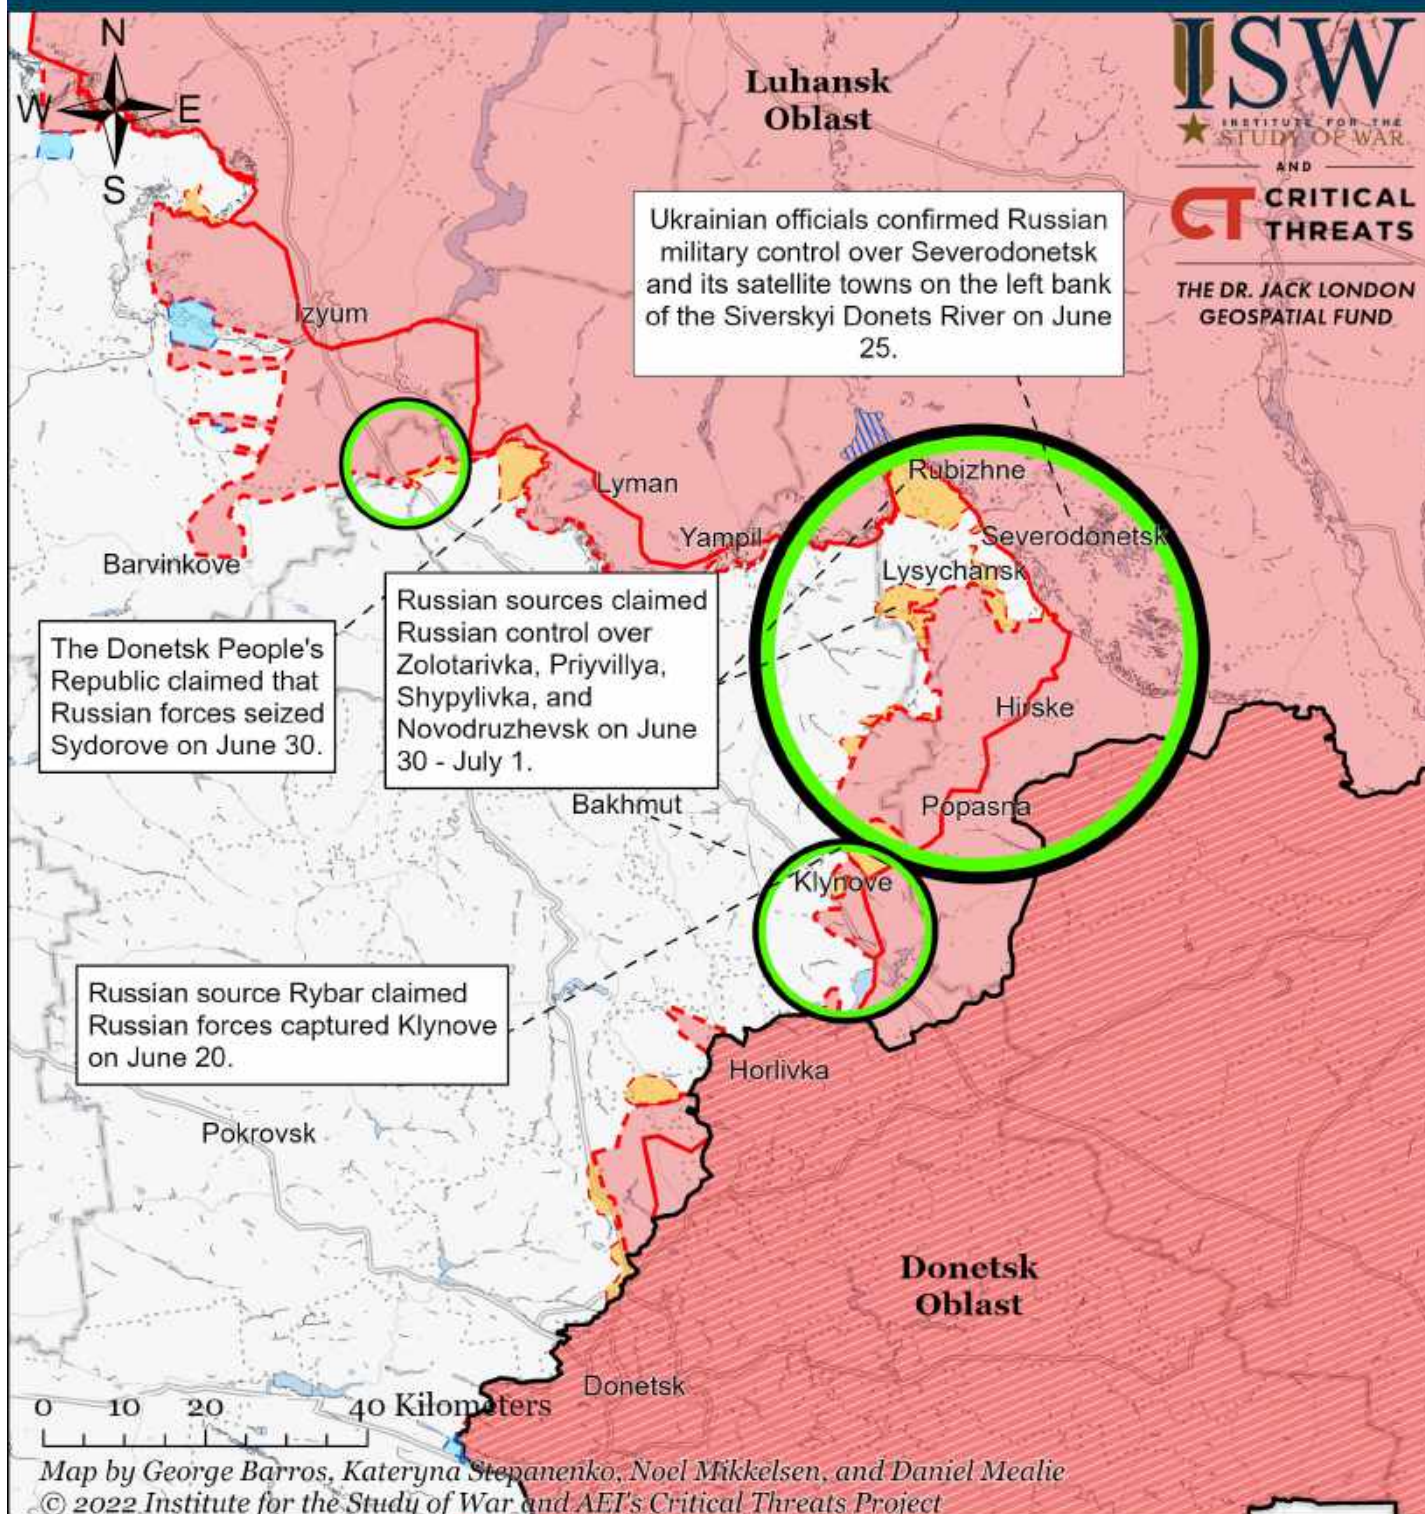 N
W
E
S
Luhansk
Oblast
ISW
INSTITUTE FOR THE
STUDY OF WAR
AND
CT CRITICAL
THREATS
THE DR. JACK LONDON
GEOSPATIAL FUND
Ukrainian officials confirmed Russian
military control over Severodonetsk
and its satellite towns on the left bank
of the Siverskyi Donets River on June
25.
Izyum
Rubizhne
Lyman
Severodonetsk
Yampil
Barvinkove
Lysychansk
Russian sources claimed
Russian control over
Zolotarivka, Priyvillya,
Shypylivka, and
Novodruzhevsk on June
30 - July 1.
The Donetsk People's
Republic claimed that
Russian forces seized
Sydorove on June 30.
Hirske
Bakhmut
Popasna
Klynove
Russian source Rybar claimed
Russian forces captured Klynove
on June 20.
Horlivka
Pokrovsk
Donetsk
Oblast
Donetsk
0 10 20 40 Kilometers
Map by George Barros, Kateryna Stepanenko, Noel Mikkelsen, and Daniel Mealie
© 2022 Institute for the Study of War and AEI's Critical Threats Project